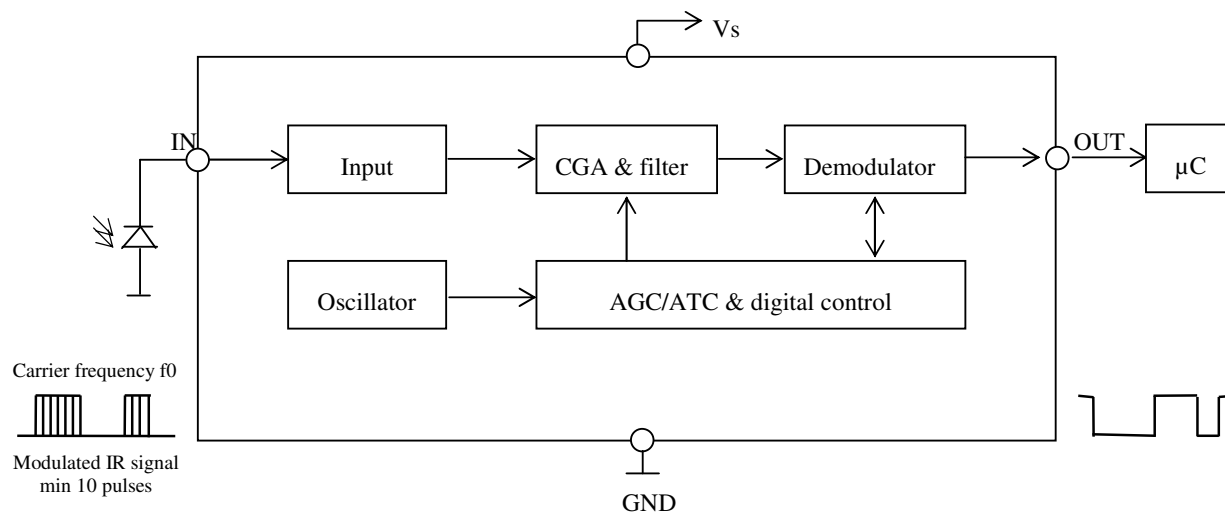 Vs
IN
OUT
Input
CGA & filter
Demodulator
µC
Oscillator
AGC/ATC & digital control
Carrier frequency f0
Modulated IR signal
min 10 pulses
GND